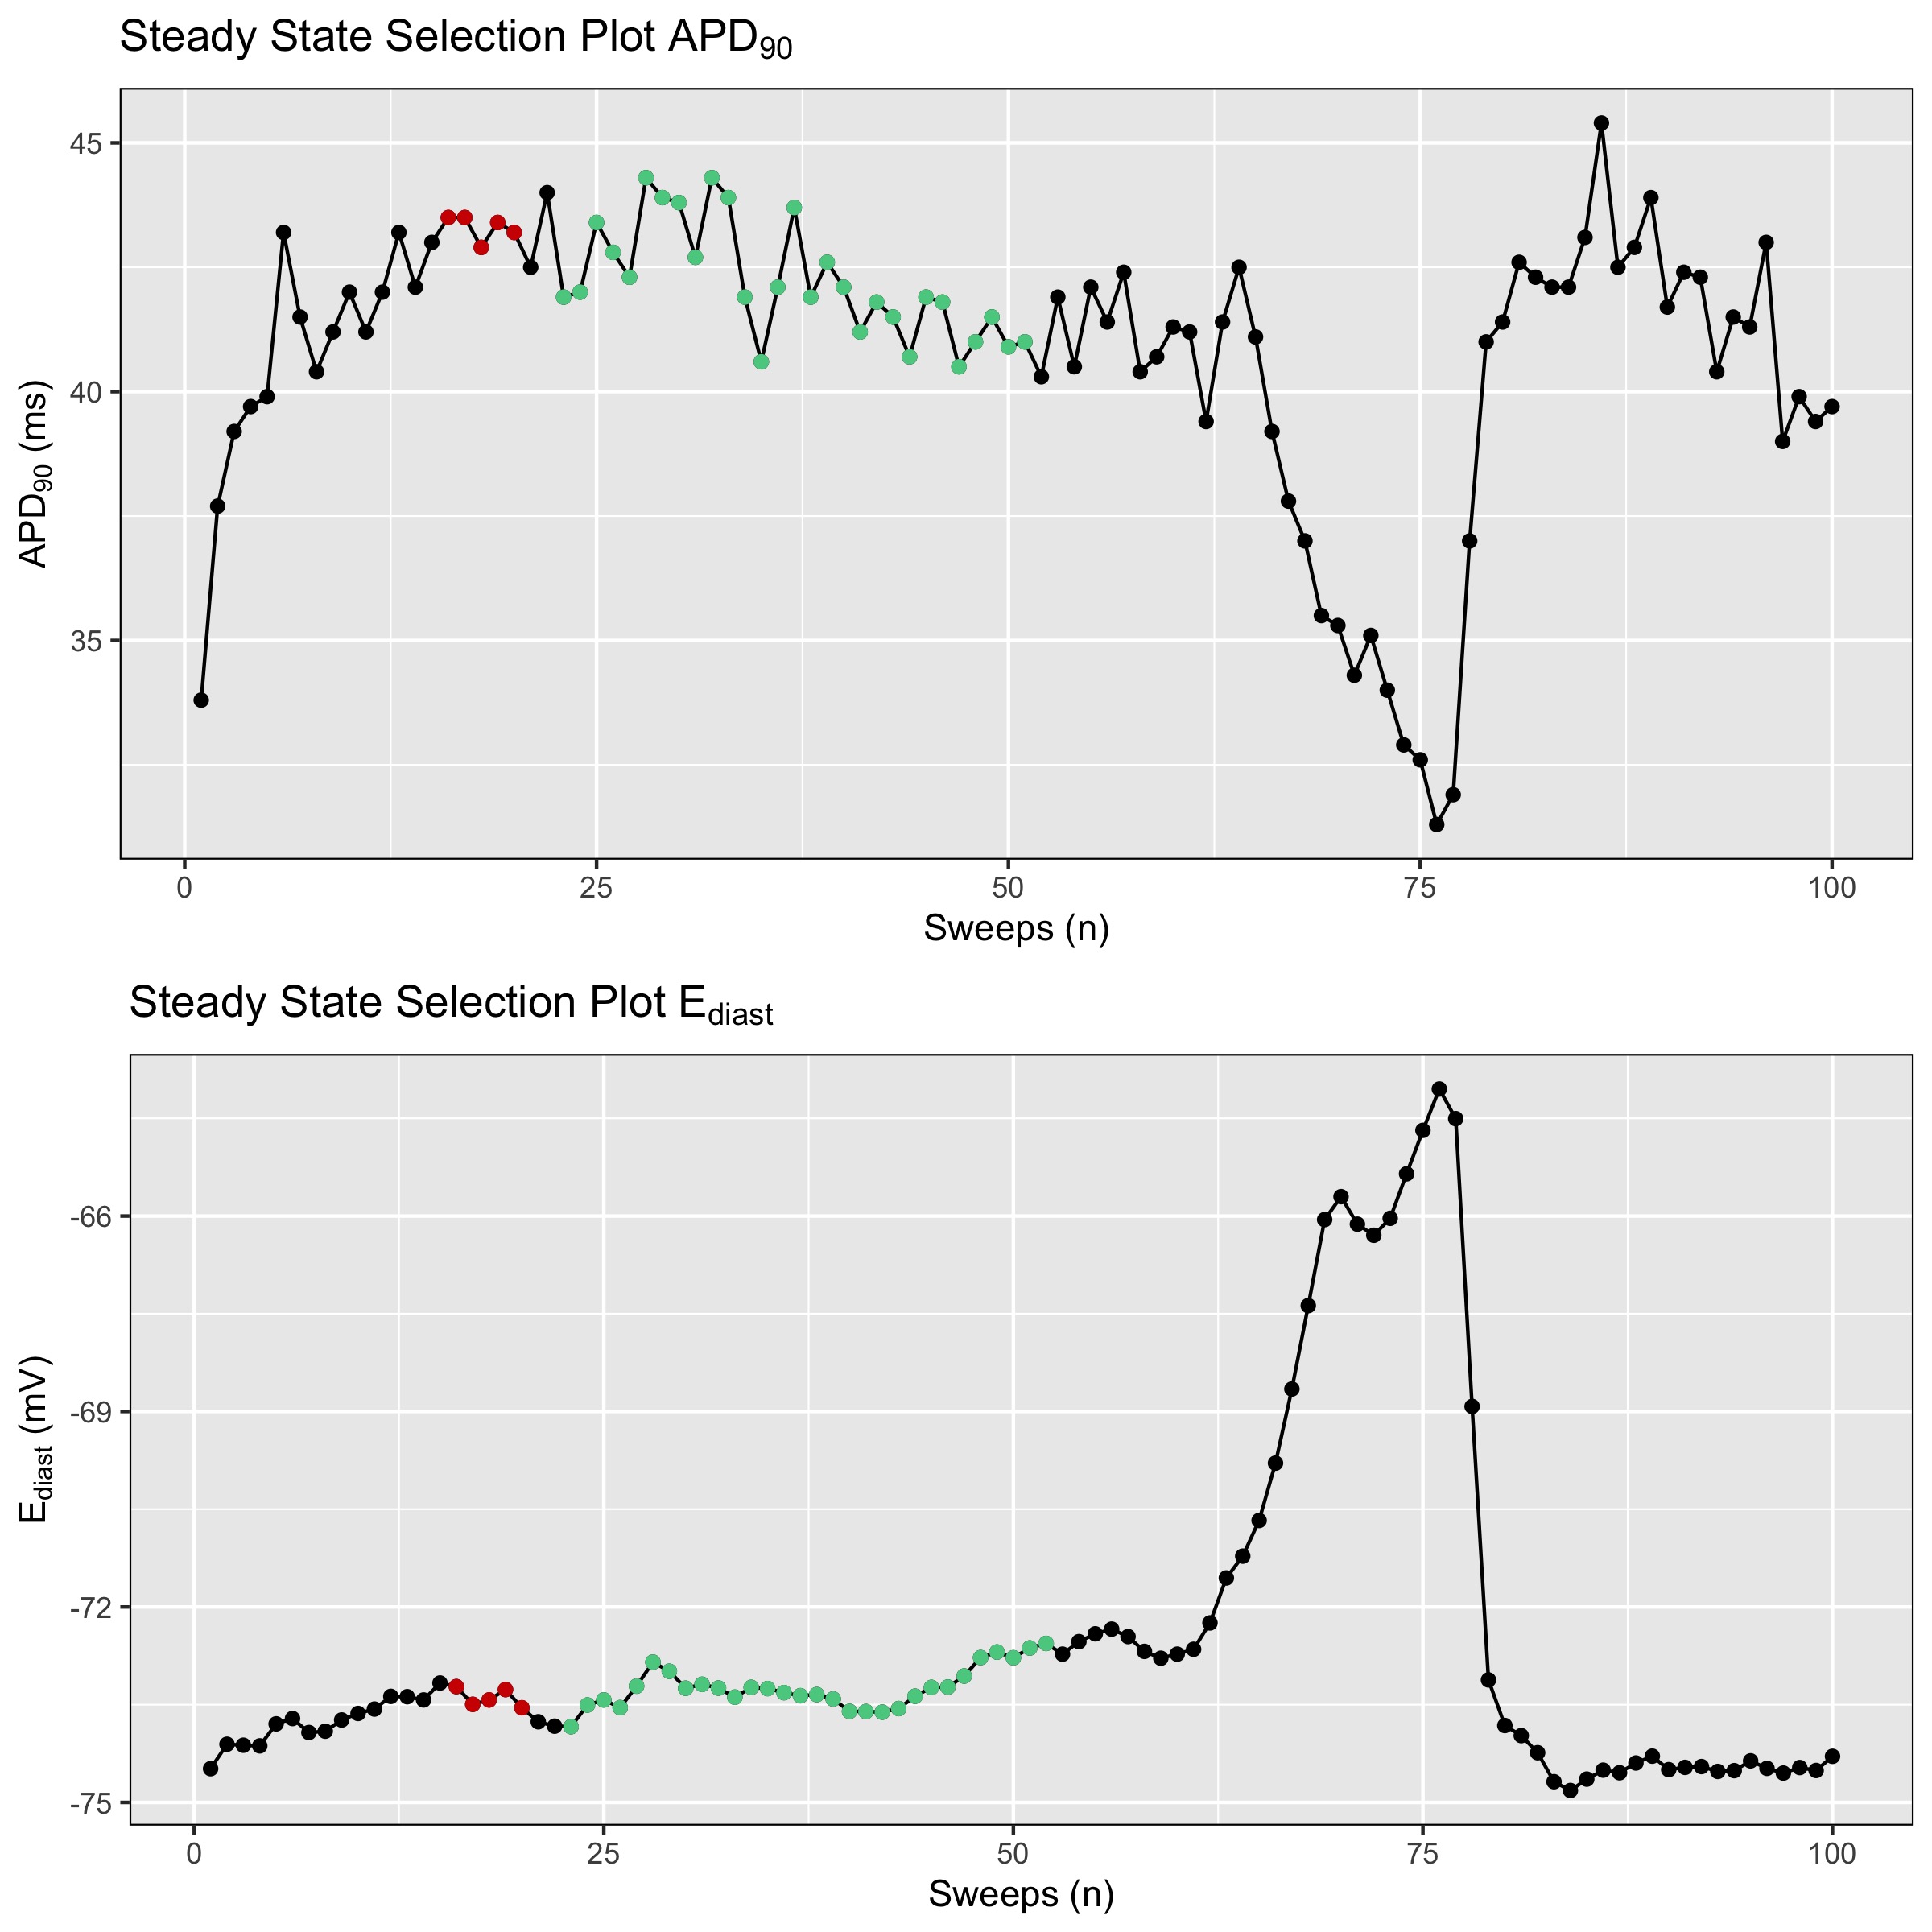 Steady State Selection Plot APD90
45
40
35
APD90 (ms)
0 25 50 75 100
Sweeps (n)
Steady State Selection Plot Ediast
-66
-69
-72
-75
Ediast (mV)
0 25 50 75 100
Sweeps (n)